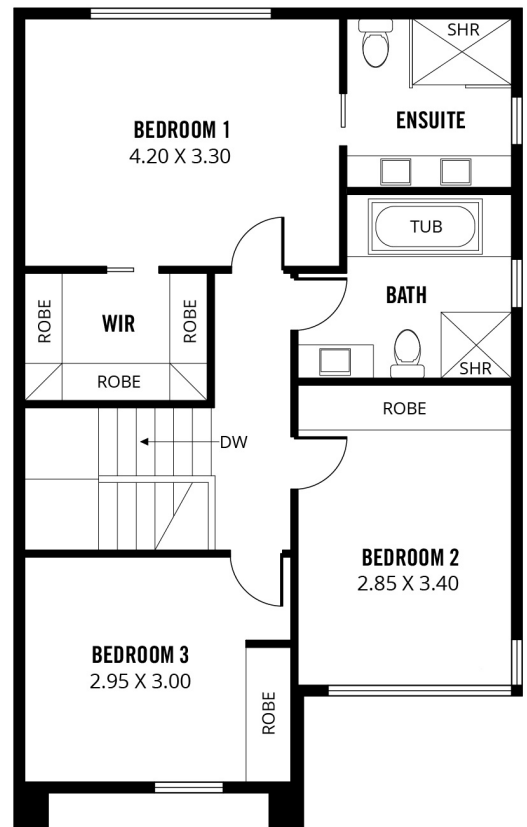 SHR
BEDROOM 1
4.20 X 3.30
ENSUITE
TUB
BATH
ROBE
WIR
ROBE
ROBE
SHR
ROBE
DW
BEDROOM 2
2.85 X 3.40
BEDROOM 3
2.95 X 3.00
ROBE